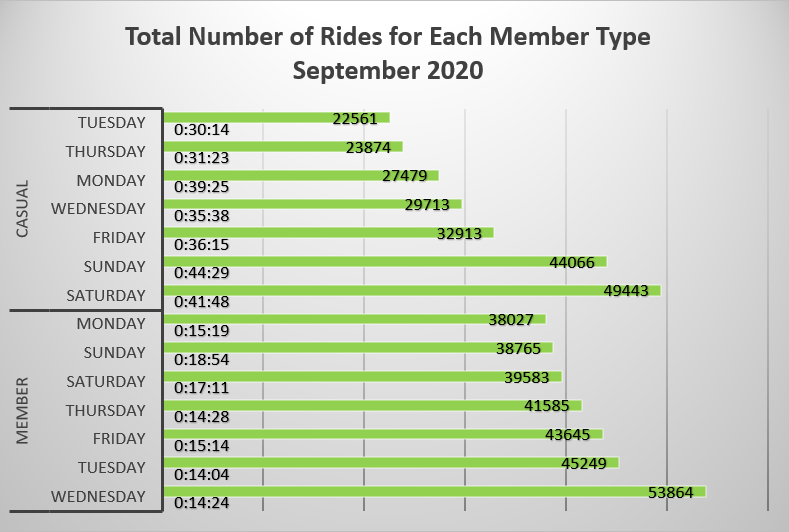 Total Number of Rides for Each Member Type
September 2020
CASUAL
TUESDAY 22561
0:30:14
THURSDAY 23874
0:31:23
MONDAY 27479
0:39:25
WEDNESDAY 29713
0:35:38
FRIDAY 32913
0:36:15
SUNDAY 44066
0:44:29
SATURDAY 49443
0:41:48
MEMBER
MONDAY 38027
0:15:19
SUNDAY 38765
0:18:54
SATURDAY 39583
0:17:11
THURSDAY 41585
0:14:28
FRIDAY 43645
0:15:14
TUESDAY 45249
0:14:04
WEDNESDAY 53864
0:14:24